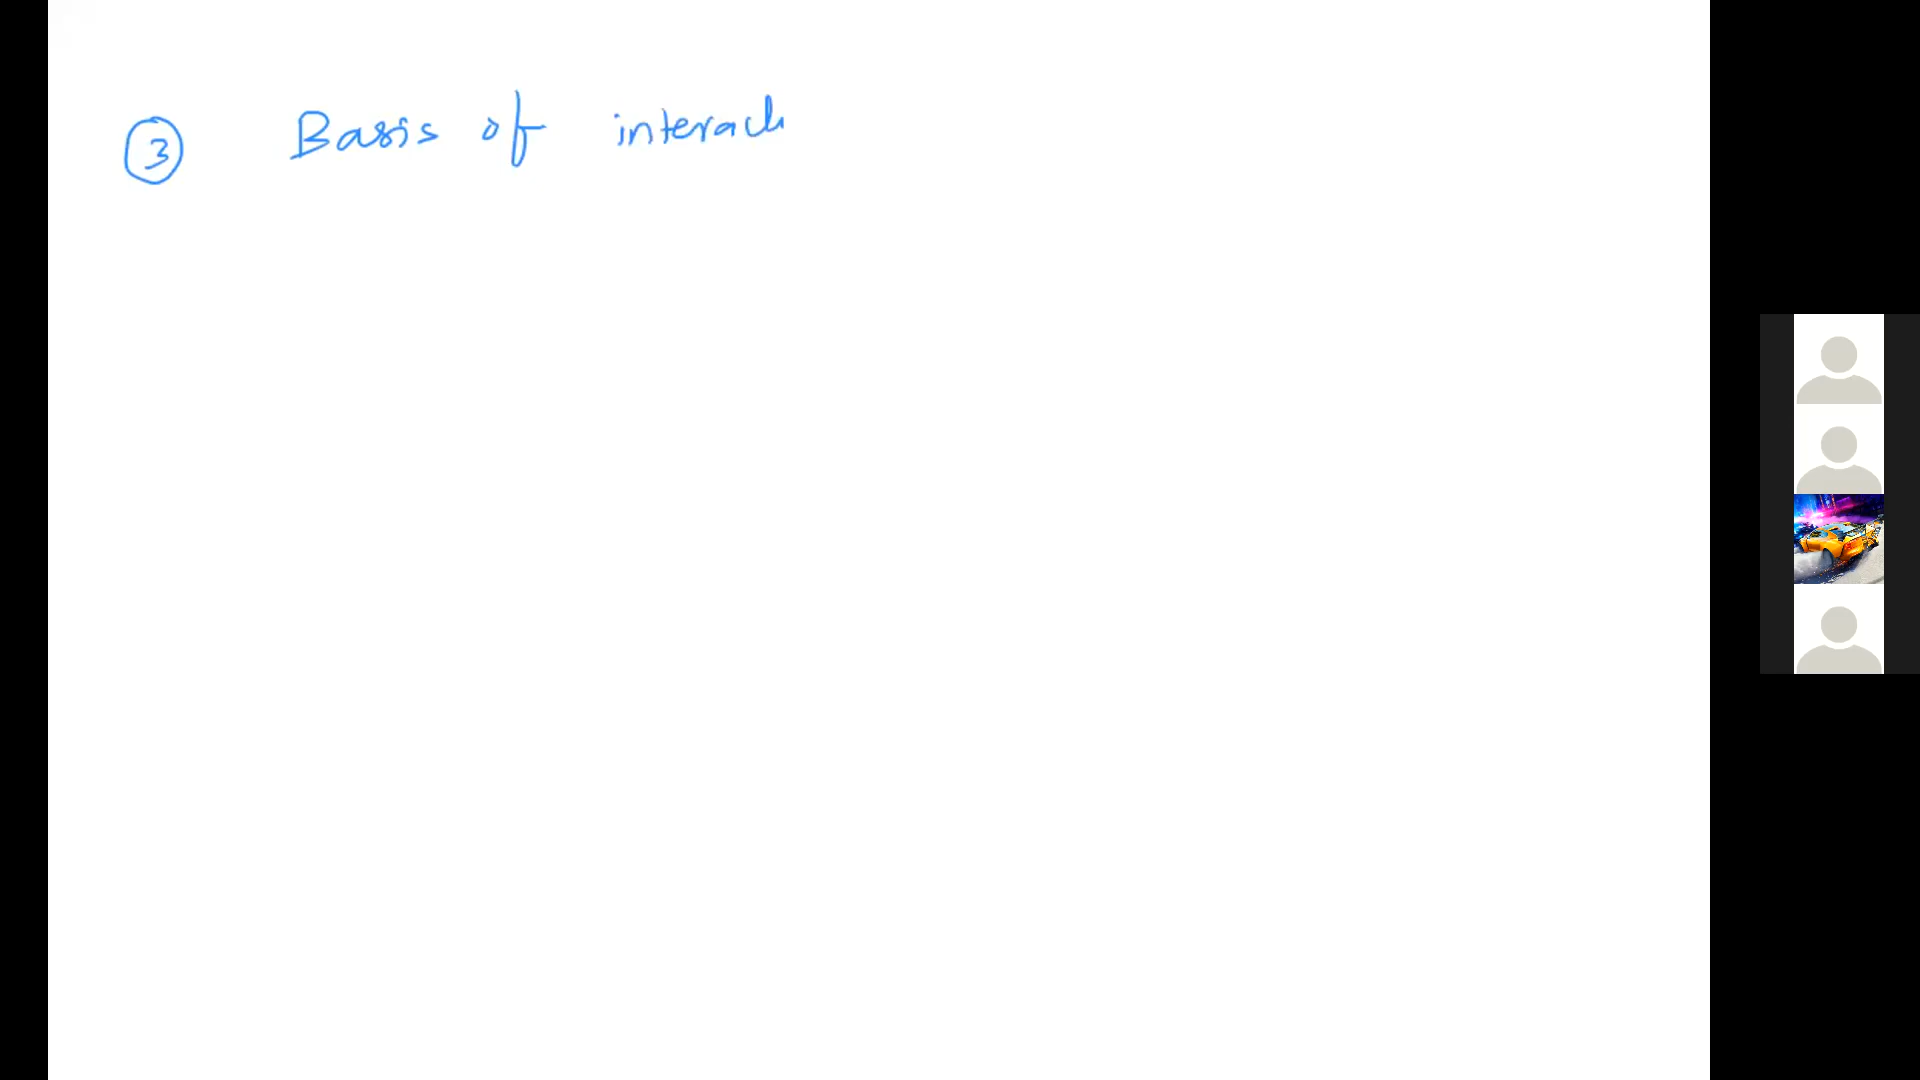 ③ Basis of interacti